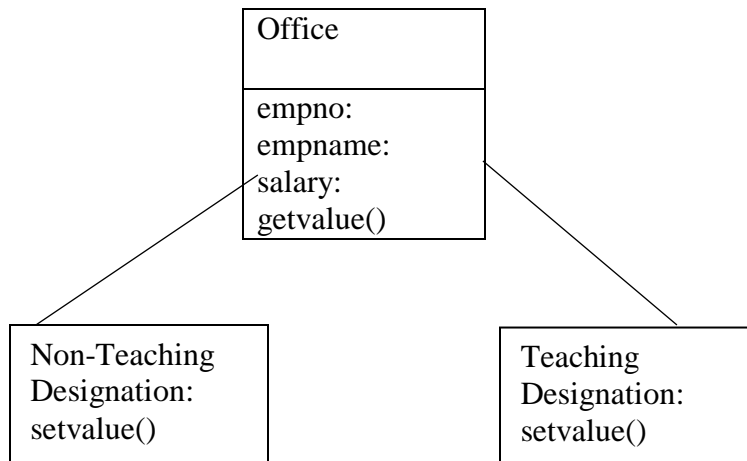 Office
empno:
empname:
salary:
getvalue()
Non-Teaching
Designation:
setvalue()
Teaching
Designation:
setvalue()